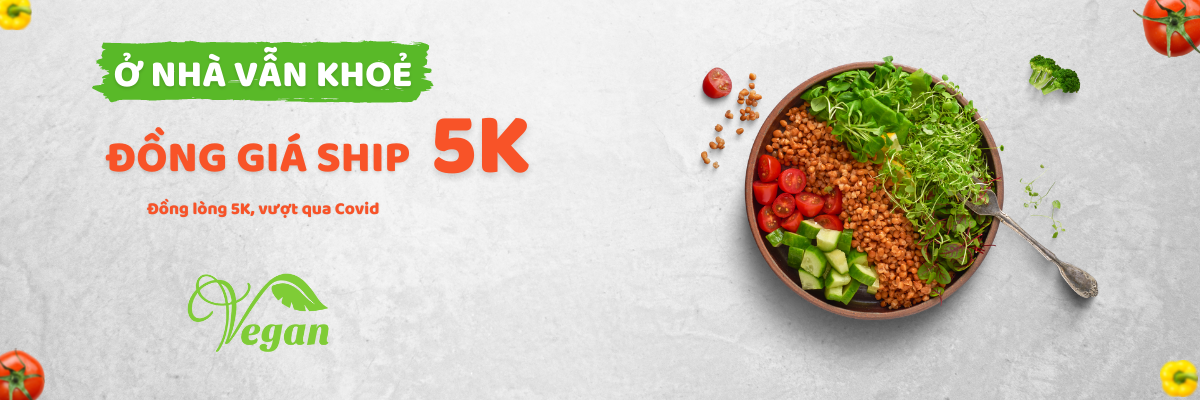 Ở NHÀ VẪN KHOẺ
ĐỒNG GIÁ SHIP 5K
Đồng lòng 5K, vượt qua Covid
Vegan